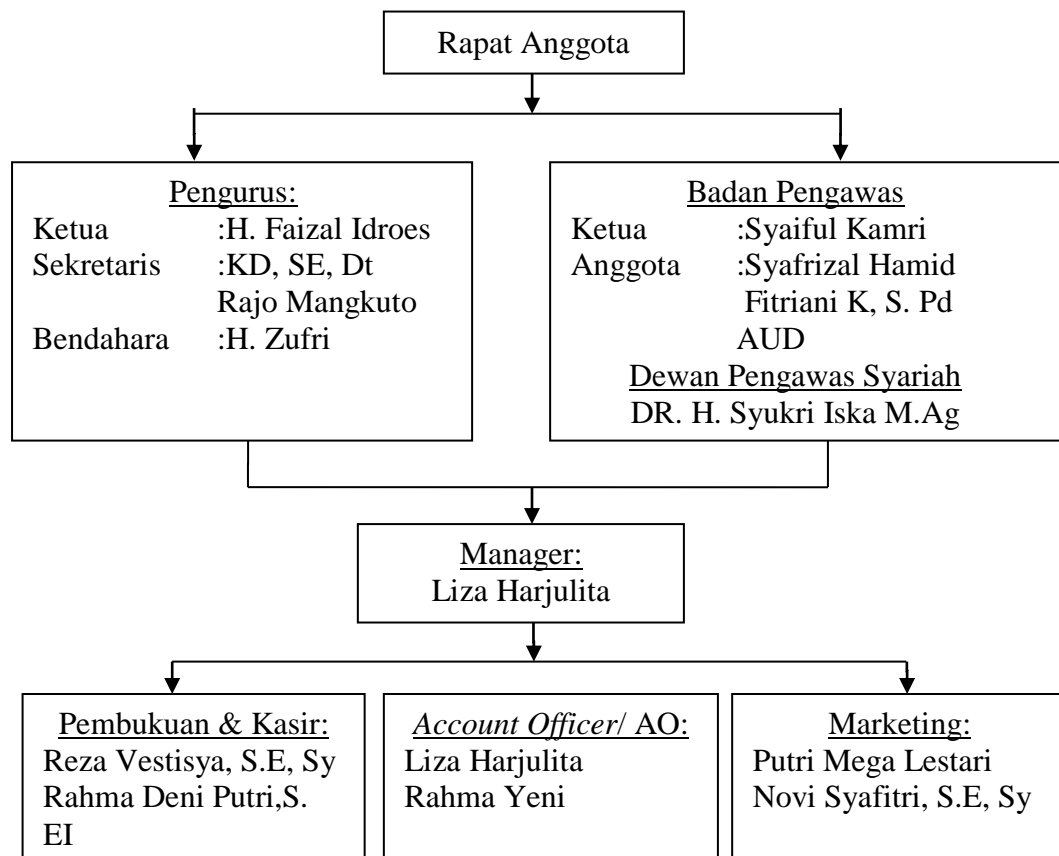 Rapat Anggota
Pengurus:
Ketua :H. Faizal Idroes
Sekretaris :KD, SE, Dt
Rajo Mangkuto
Bendahara :H. Zufri
Badan Pengawas
Ketua :Syaiful Kamri
Anggota :Syafrizal Hamid
Fitriani K, S. Pd
AUD
Dewan Pengawas Syariah
DR. H. Syukri Iska M.Ag
Manager:
Liza Harjulita
Pembukuan & Kasir:
Reza Vestisya, S.E, Sy
Rahma Deni Putri,S.
EI
Account Officer/ AO:
Liza Harjulita
Rahma Yeni
Marketing:
Putri Mega Lestari
Novi Syafitri, S.E, Sy